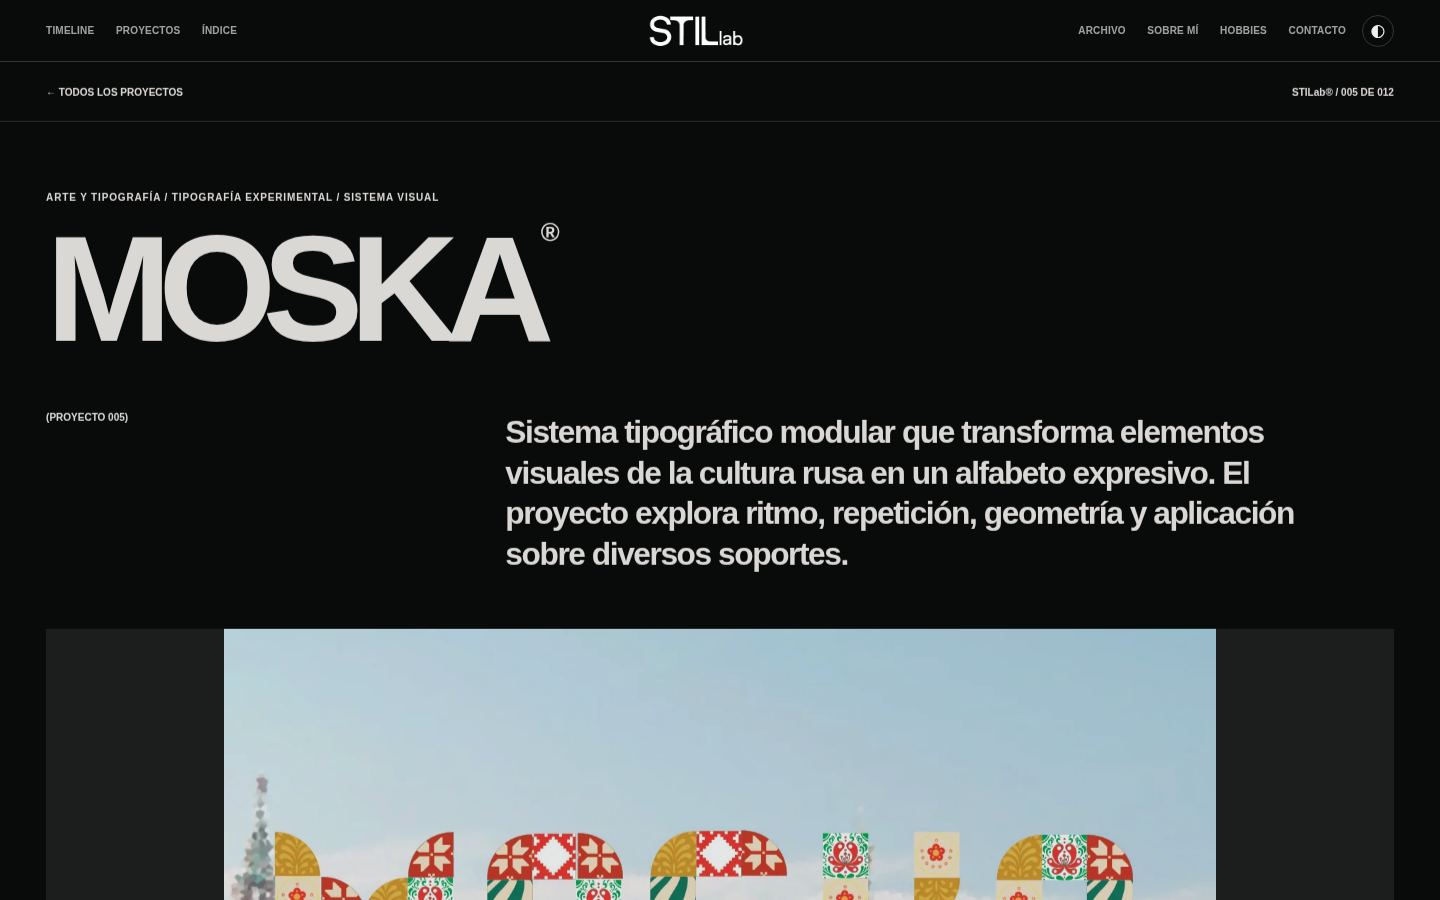 TIMELINE PROYECTOS ÍNDICE STILlab ARCHIVO SOBRE MÍ HOBBIES CONTACTO
← TODOS LOS PROYECTOS STILab® / 005 DE 012
ARTE Y TIPOGRAFÍA / TIPOGRAFÍA EXPERIMENTAL / SISTEMA VISUAL
MOSKA®
(PROYECTO 005)
Sistema tipográfico modular que transforma elementos
visuales de la cultura rusa en un alfabeto expresivo. El
proyecto explora ritmo, repetición, geometría y aplicación
sobre diversos soportes.